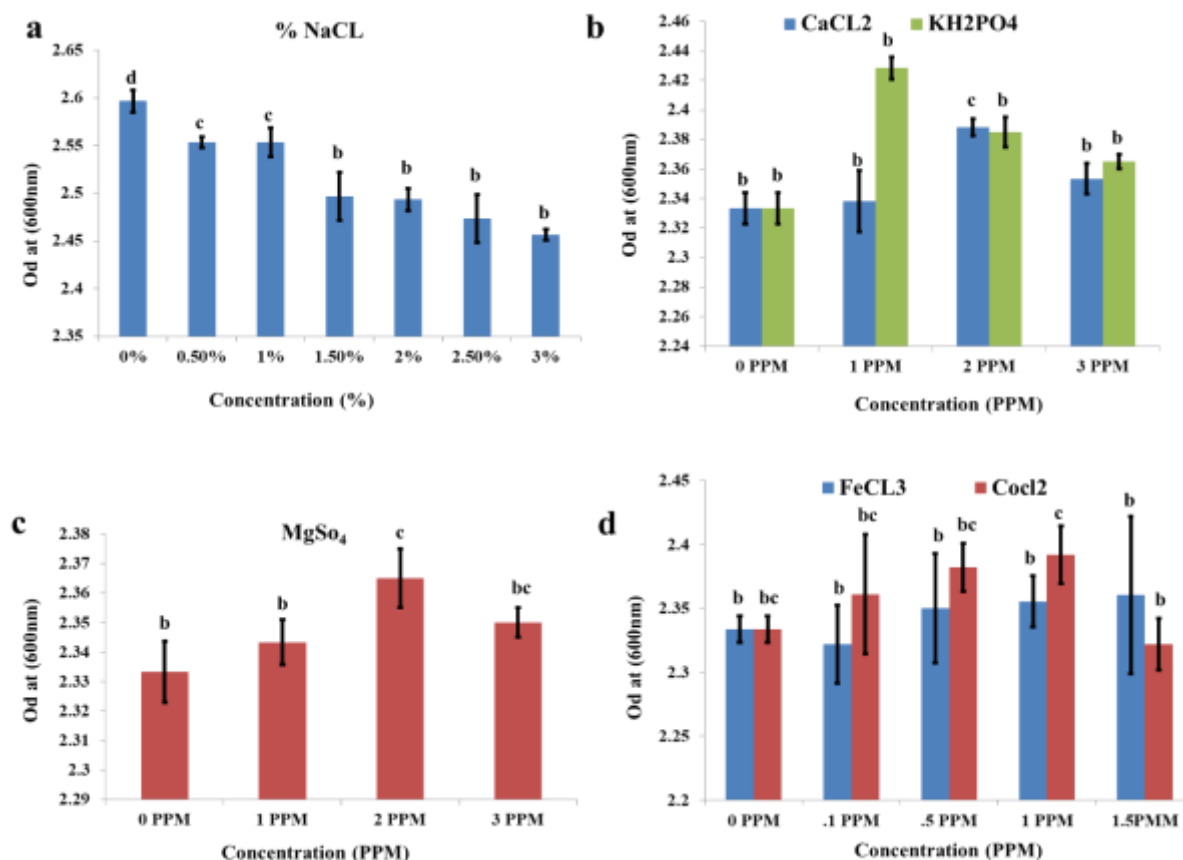 a
% NaCL
2.65
2.6
2.55
2.5
2.45
2.4
2.35
Od at (600nm)
d
c
c
b
b
b
b
0% 0.50% 1% 1.50% 2% 2.50% 3%
Concentration (%)
b
CaCL2 KH2PO4
2.46
2.44
2.42
2.4
2.38
2.36
2.34
2.32
2.3
2.28
2.26
2.24
Od at (600nm)
b b b b c b b b
0 PPM 1 PPM 2 PPM 3 PPM
Concentration (PPM)
c
MgSo4
2.38
2.37
2.36
2.35
2.34
2.33
2.32
2.31
2.3
2.29
Od at (600nm)
b b c bc
0 PPM 1 PPM 2 PPM 3 PPM
Concentration (PPM)
d
FeCL3 Cocl2
2.45
2.4
2.35
2.3
2.25
2.2
Od at (600nm)
b bc b bc b bc b c b b
0 PPM .1 PPM .5 PPM 1 PPM 1.5PMM
Concentration (PPM)